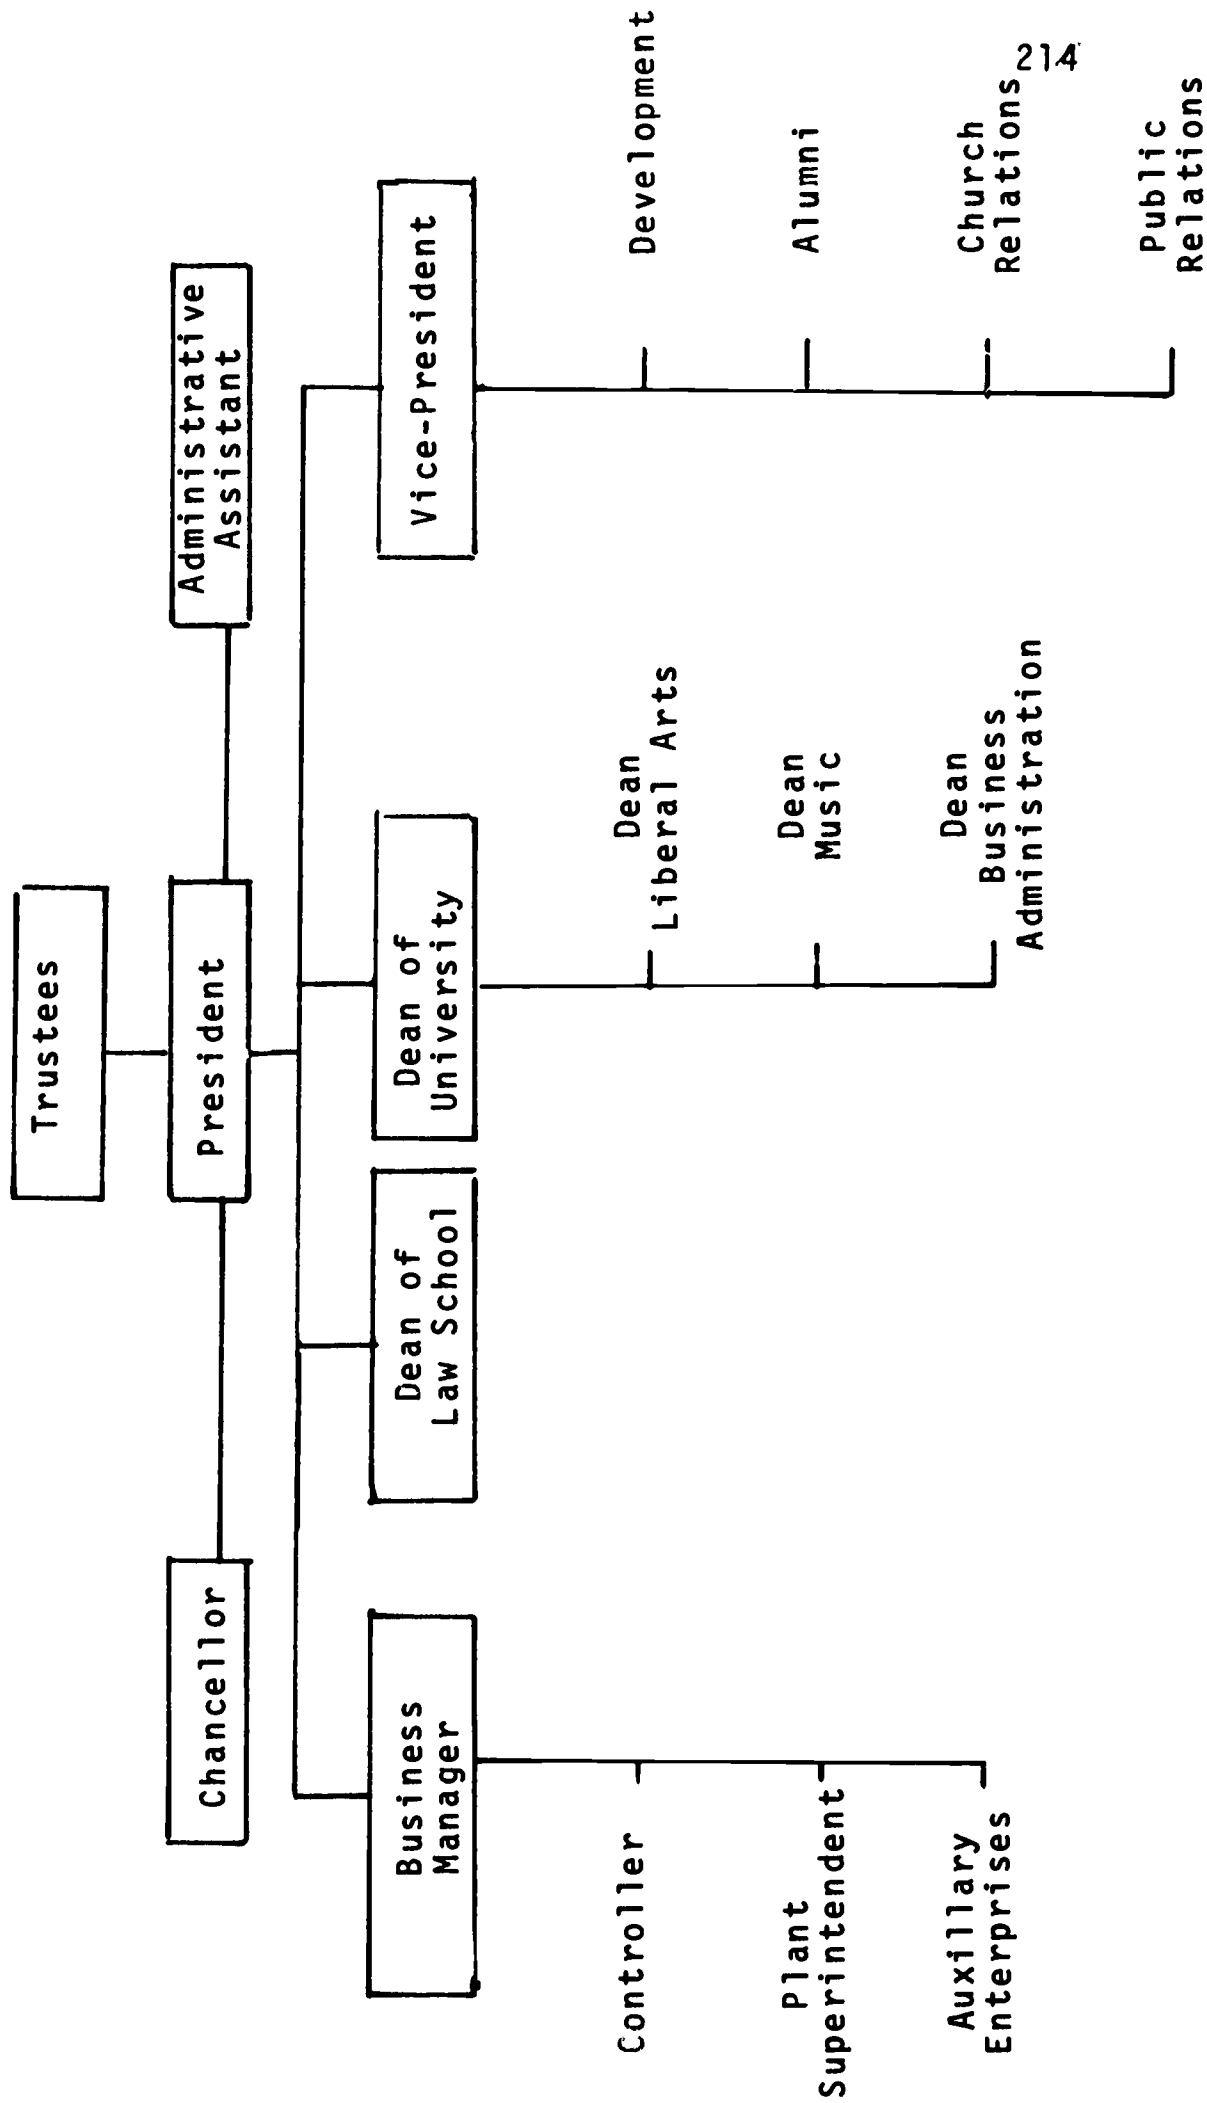 214
Trustees
Chancellor
President
Administrative
Assistant
Business
Manager
Dean of
Law School
Dean of
University
Vice-President
Controller
Plant
Superintendent
Auxillary
Enterprises
Dean
Liberal Arts
Dean
Music
Dean
Business
Administration
Development
Alumni
Church
Relations
Public
Relations